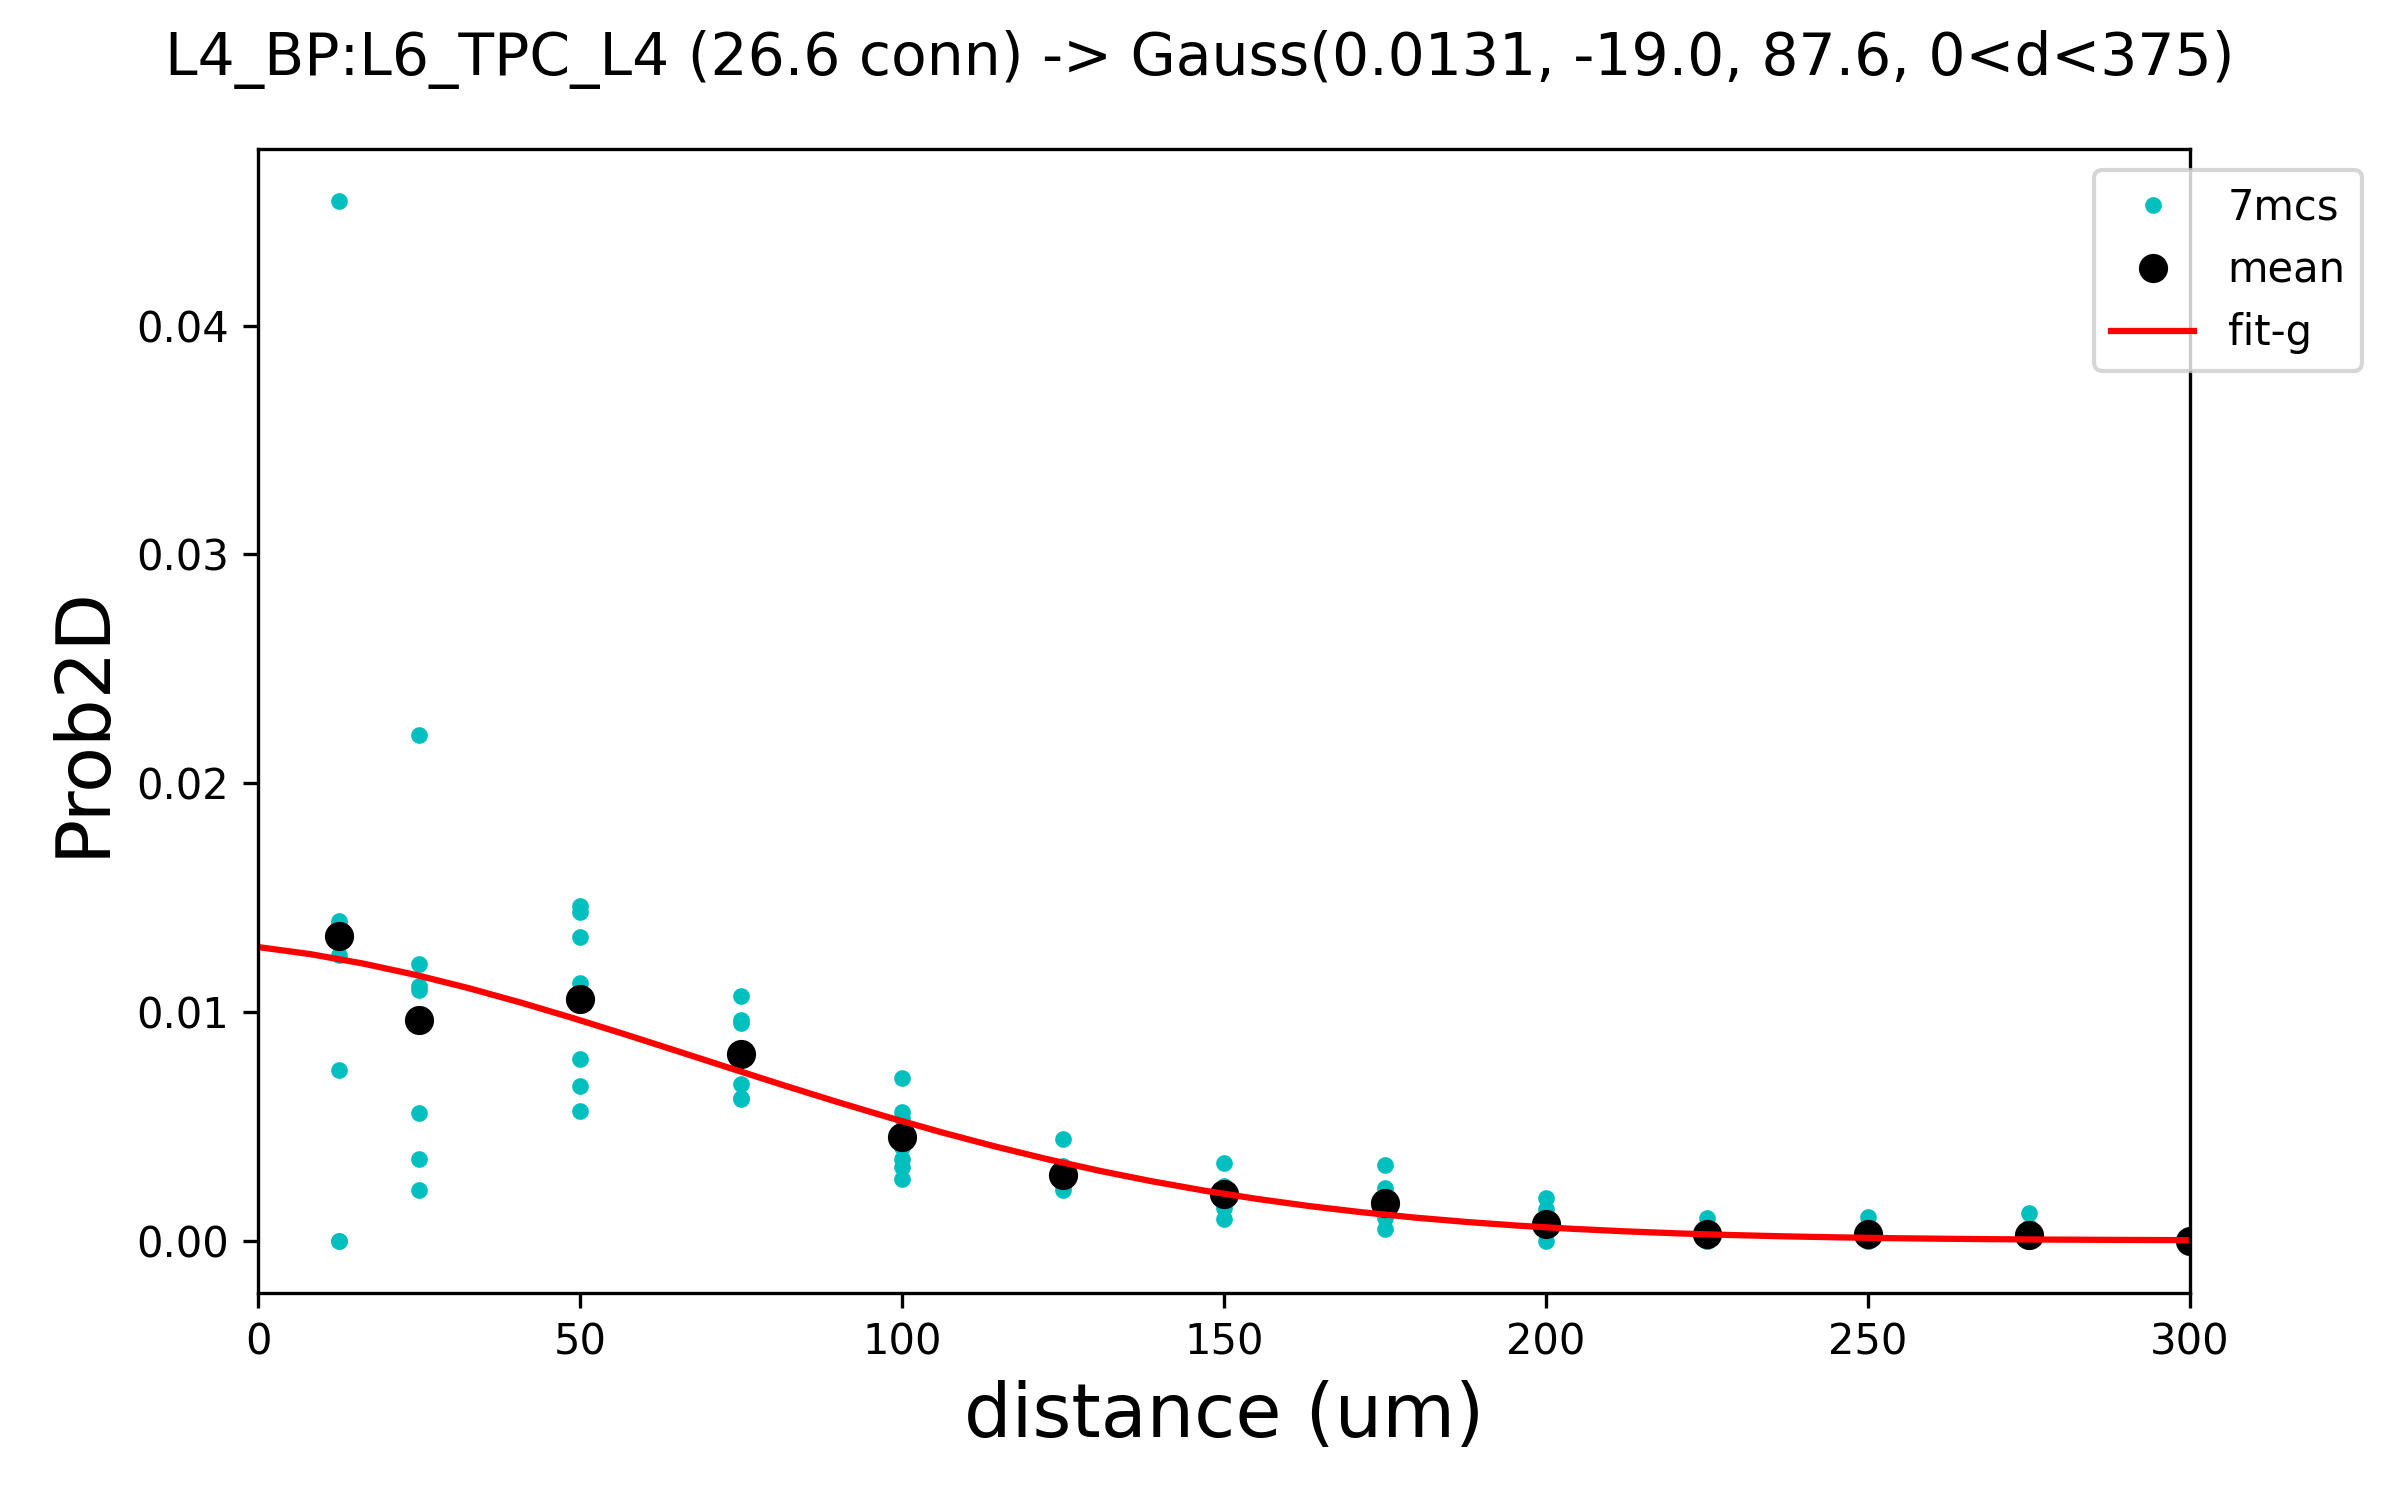 L4_BP:L6_TPC_L4 (26.6 conn) -> Gauss(0.0131, -19.0, 87.6, 0<d<375)
7mcs
mean
fit-g
0.04
0.03
0.02
0.01
0.00
Prob2D
0 50 100 150 200 250 300
distance (um)